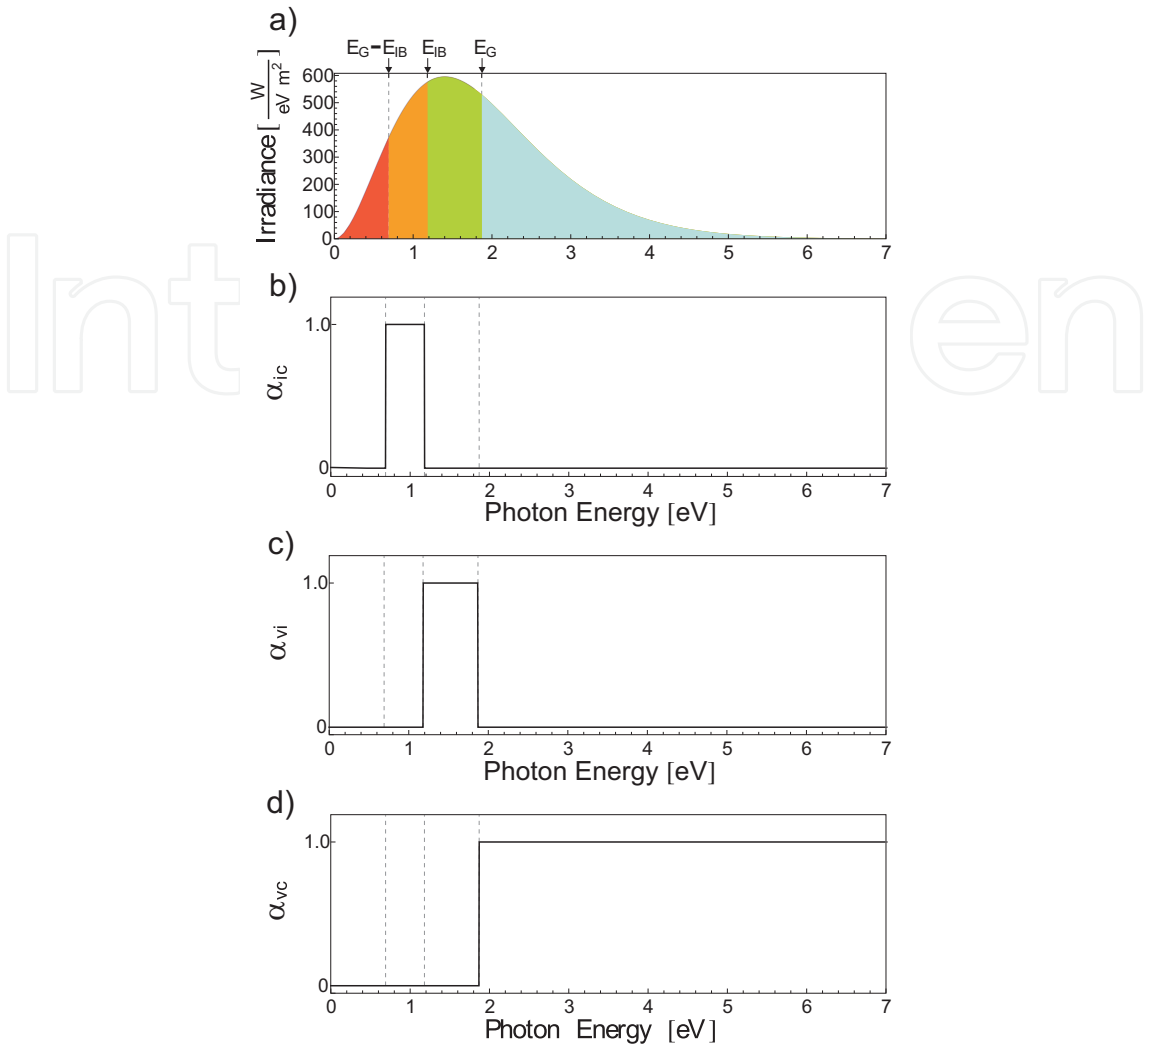 a)
E_G−E_IB E_IB E_G
Irradiance[ W / eV m² ]
600
500
400
300
200
100
0
0 1 2 3 4 5 6 7
b)
1.0
α_ic
0
0 1 2 3 4 5 6 7
Photon Energy [eV]
c)
1.0
α_vi
0
0 1 2 3 4 5 6 7
Photon Energy [eV]
d)
1.0
α_vc
0
0 1 2 3 4 5 6 7
Photon Energy [eV]
Int
en